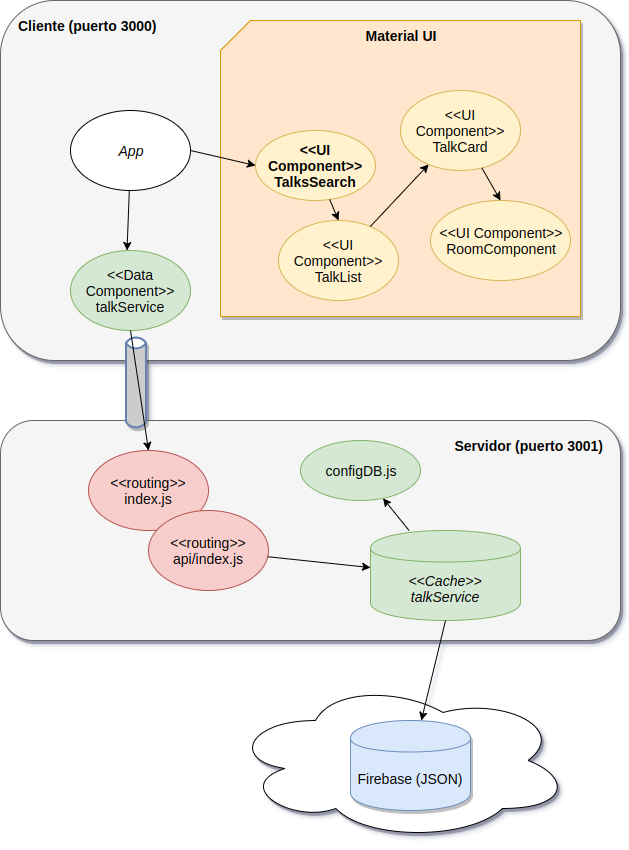 Cliente (puerto 3000)
Material UI
App
<<UI
Component>>
TalksSearch
<<UI
Component>>
TalkCard
<<UI
Component>>
TalkList
<<UI Component>>
RoomComponent
<<Data
Component>>
talkService
Servidor (puerto 3001)
<<routing>>
index.js
<<routing>>
api/index.js
configDB.js
<<Cache>>
talkService
Firebase (JSON)